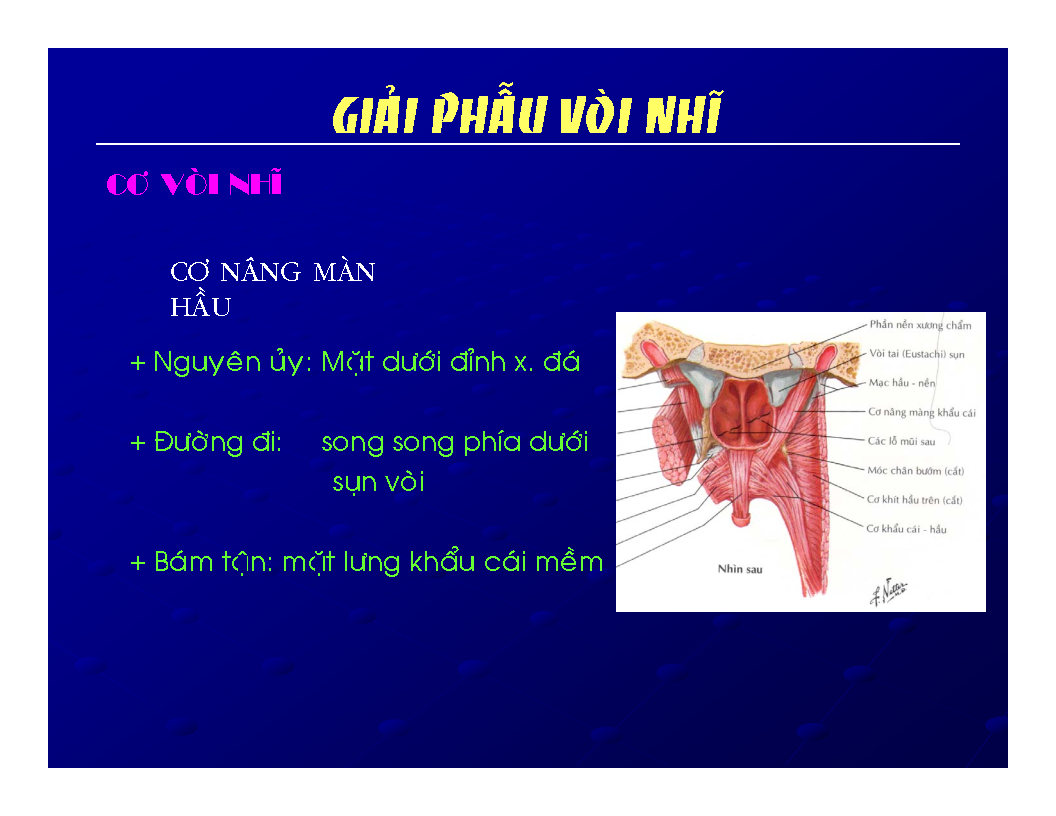 GIẢI PHẪU VÒI NHĨ
CƠ VÒI NHĨ
CƠ NÂNG MÀN
HẦU
+ Nguyên ủy: Mặt dưới đỉnh x. đá
+ Đường đi: song song phía dưới
sụn vòi
+ Bám tận: mặt lưng khẩu cái mềm
Phần nền xương chẩm
Vòi tai (Eustachi) sụn
Mạc hầu - nền
Cơ nâng màng khẩu cái
Các lỗ mũi sau
Móc chân bướm (cắt)
Cơ khít hầu trên (cắt)
Cơ khẩu cái - hầu
Nhìn sau
F. Netter